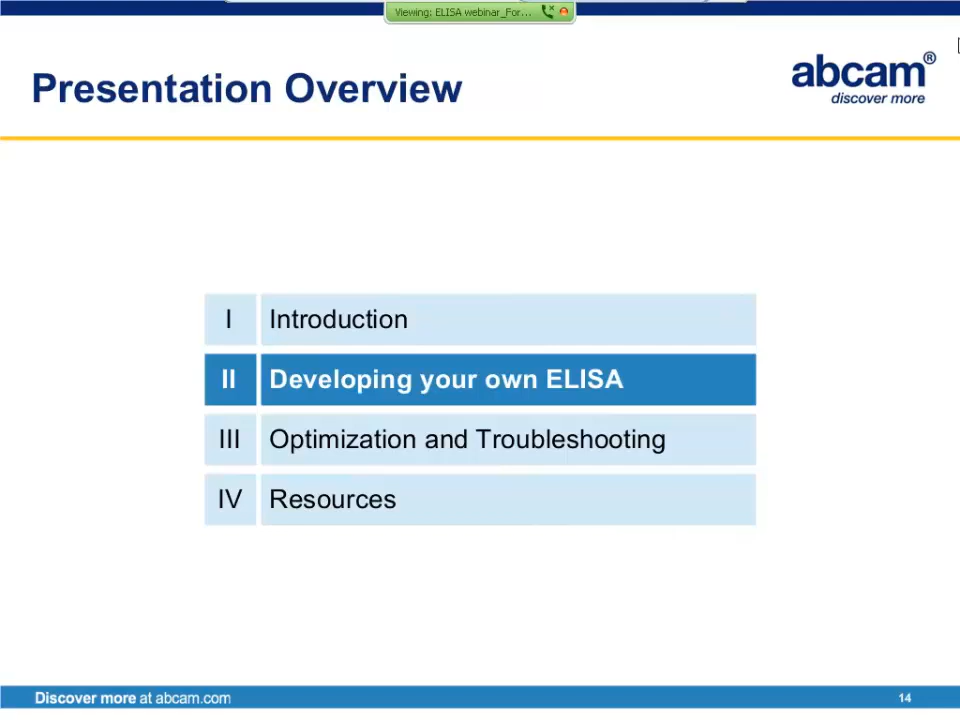 Viewing: ELISA webinar_For...
Presentation Overview
abcam®
discover more
I Introduction
II Developing your own ELISA
III Optimization and Troubleshooting
IV Resources
Discover more at abcam.com
14